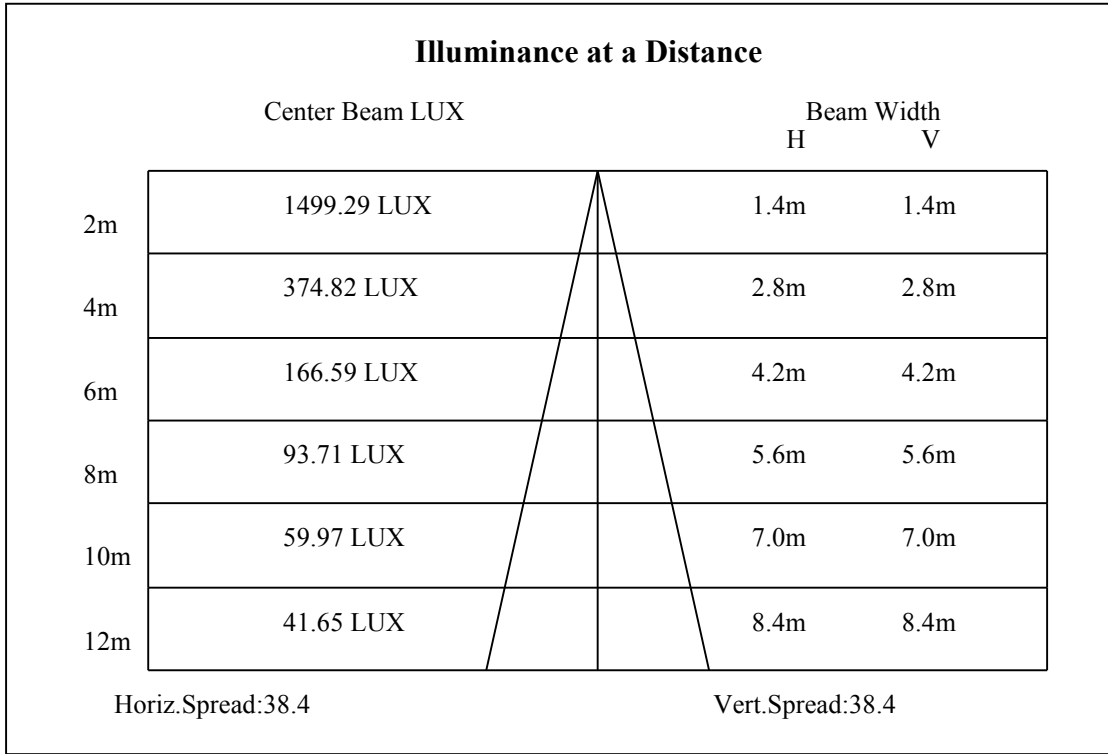 Illuminance at a Distance
Center Beam LUX Beam Width
H V
2m 1499.29 LUX 1.4m 1.4m
4m 374.82 LUX 2.8m 2.8m
6m 166.59 LUX 4.2m 4.2m
8m 93.71 LUX 5.6m 5.6m
10m 59.97 LUX 7.0m 7.0m
12m 41.65 LUX 8.4m 8.4m
Horiz.Spread:38.4 Vert.Spread:38.4